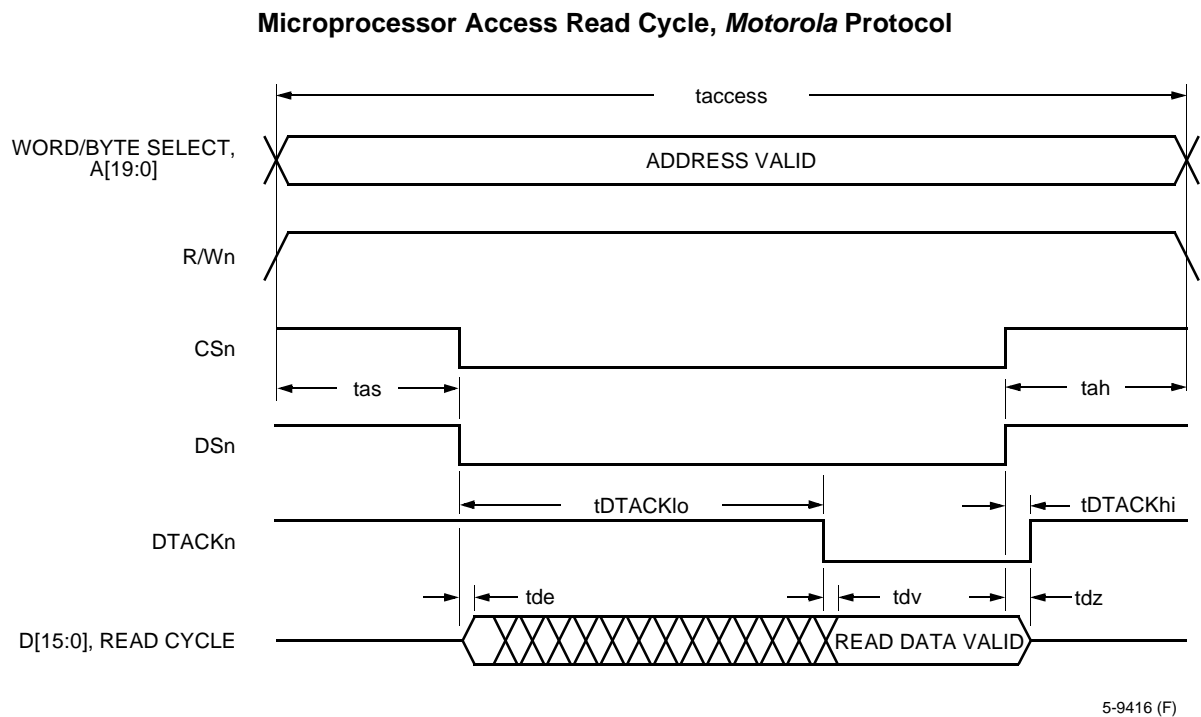 Microprocessor Access Read Cycle, Motorola Protocol
taccess
WORD/BYTE SELECT,
A[19:0]
ADDRESS VALID
R/Wn
CSn
tas
tah
DSn
tDTACKlo
tDTACKhi
DTACKn
tde
tdv
tdz
D[15:0], READ CYCLE
READ DATA VALID
5-9416 (F)